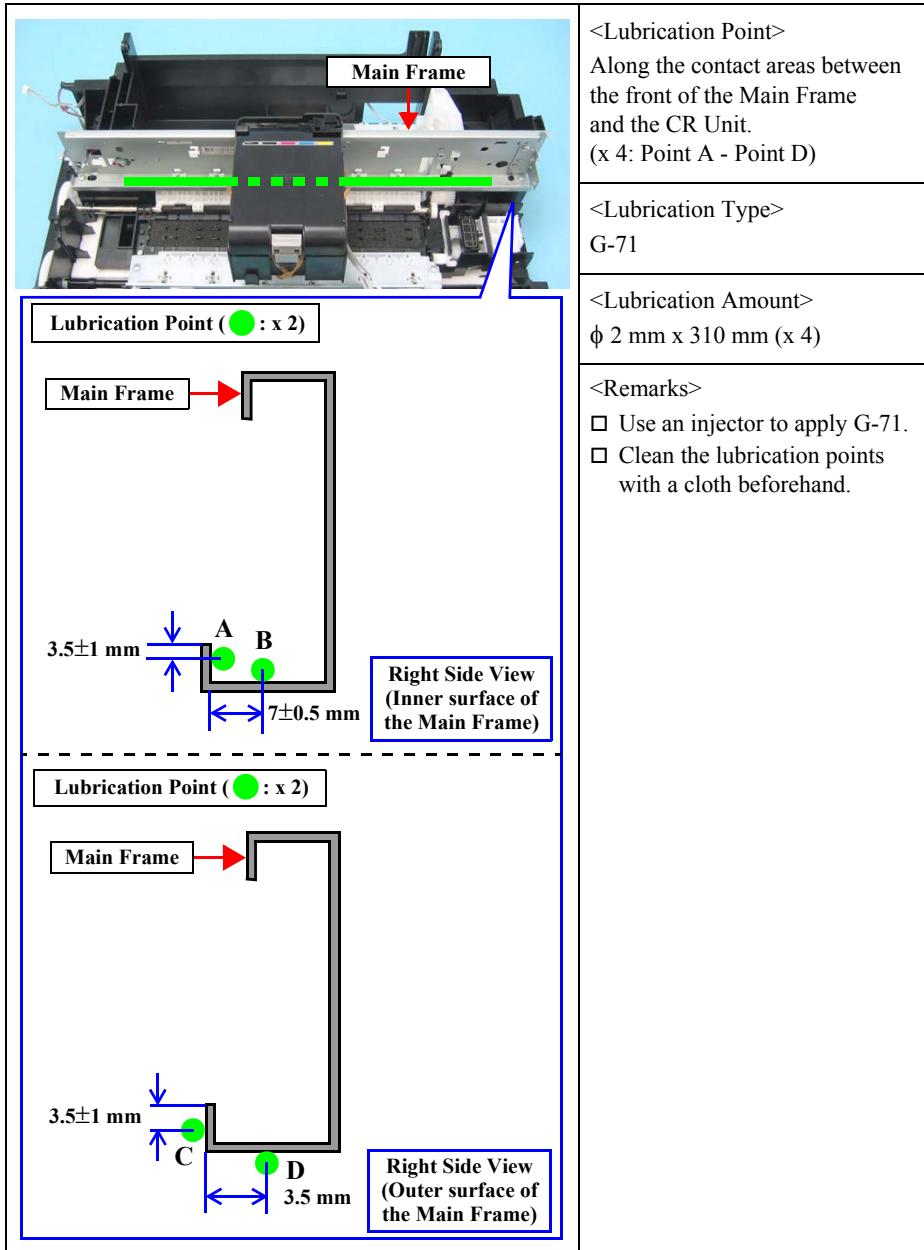 Main Frame
Lubrication Point ( : x 2)
Main Frame
A
B
3.5±1 mm
7±0.5 mm
Right Side View
(Inner surface of
the Main Frame)
Lubrication Point ( : x 2)
Main Frame
3.5±1 mm
C
D
3.5 mm
Right Side View
(Outer surface of
the Main Frame)
<Lubrication Point>
Along the contact areas between
the front of the Main Frame
and the CR Unit.
(x 4: Point A - Point D)
<Lubrication Type>
G-71
<Lubrication Amount>
ϕ 2 mm x 310 mm (x 4)
<Remarks>
□ Use an injector to apply G-71.
□ Clean the lubrication points
with a cloth beforehand.